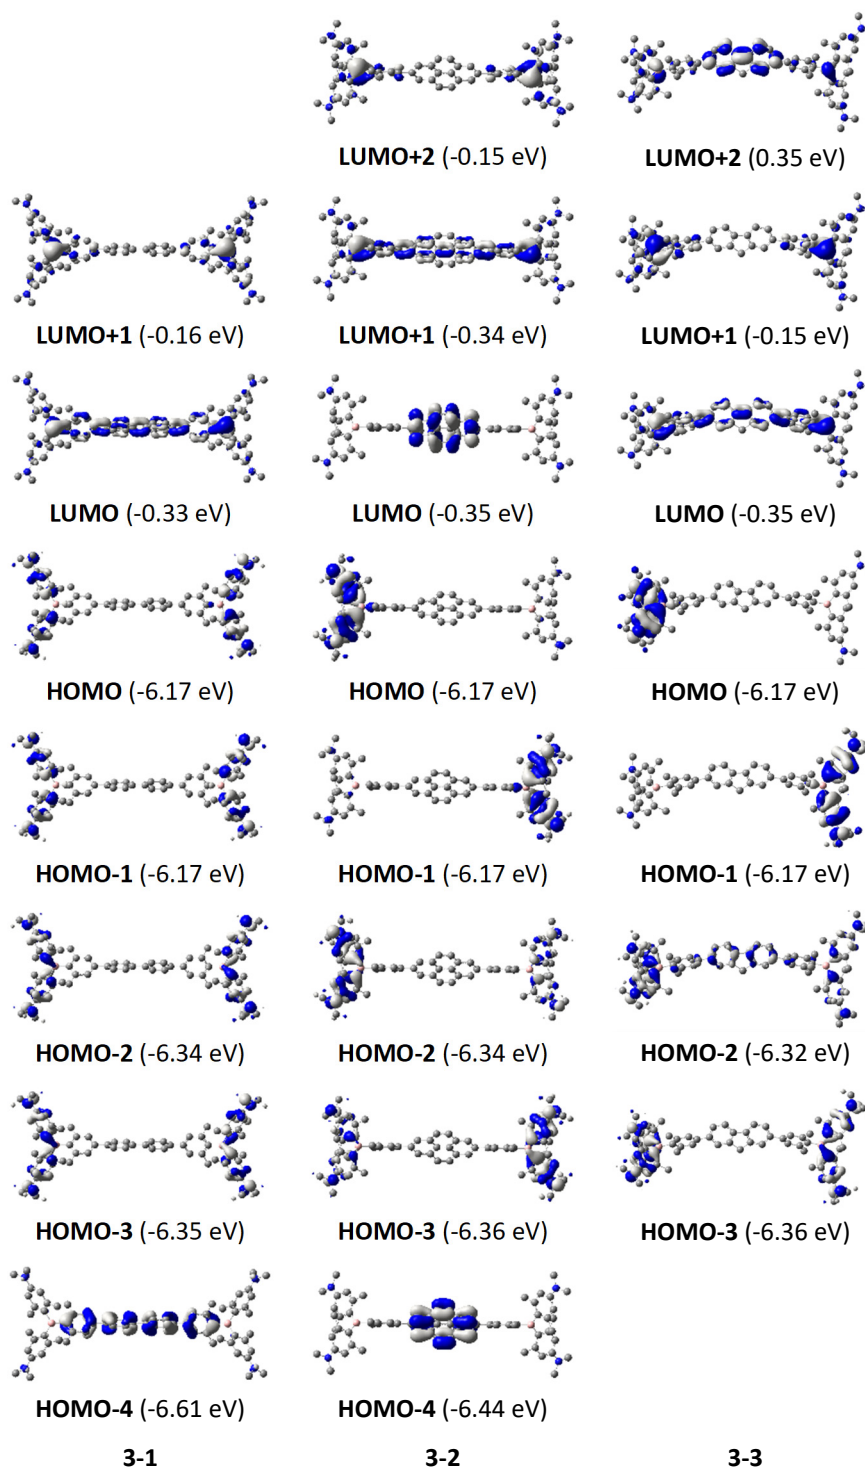 LUMO+2 (-0.15 eV) LUMO+2 (0.35 eV)
LUMO+1 (-0.16 eV) LUMO+1 (-0.34 eV) LUMO+1 (-0.15 eV)
LUMO (-0.33 eV) LUMO (-0.35 eV) LUMO (-0.35 eV)
HOMO (-6.17 eV) HOMO (-6.17 eV) HOMO (-6.17 eV)
HOMO-1 (-6.17 eV) HOMO-1 (-6.17 eV) HOMO-1 (-6.17 eV)
HOMO-2 (-6.34 eV) HOMO-2 (-6.34 eV) HOMO-2 (-6.32 eV)
HOMO-3 (-6.35 eV) HOMO-3 (-6.36 eV) HOMO-3 (-6.36 eV)
HOMO-4 (-6.61 eV) HOMO-4 (-6.44 eV)
3-1 3-2 3-3